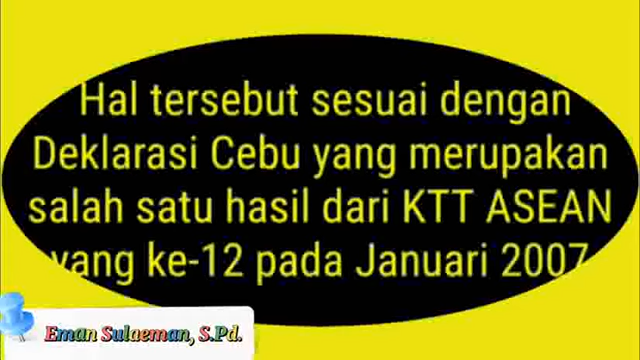 Hal tersebut sesuai dengan
Deklarasi Cebu yang merupakan
salah satu hasil dari KTT ASEAN
yang ke-12 pada Januari 2007
Eman Sulaeman, S.Pd.